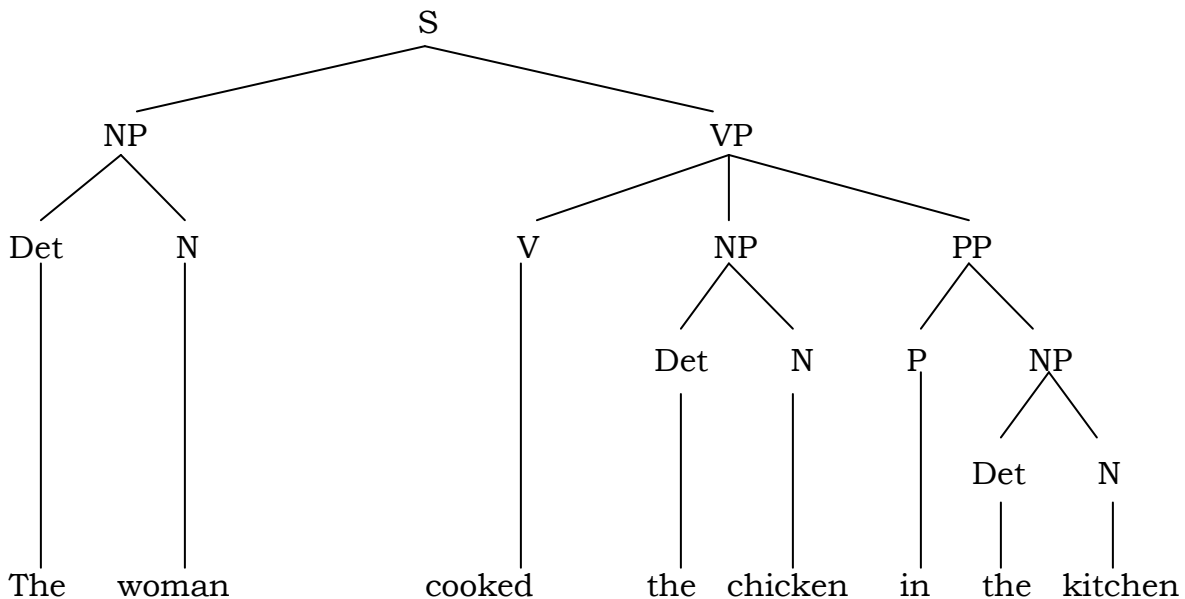 S
NP VP
Det N V NP PP
Det N P NP
Det N
The woman cooked the chicken in the kitchen